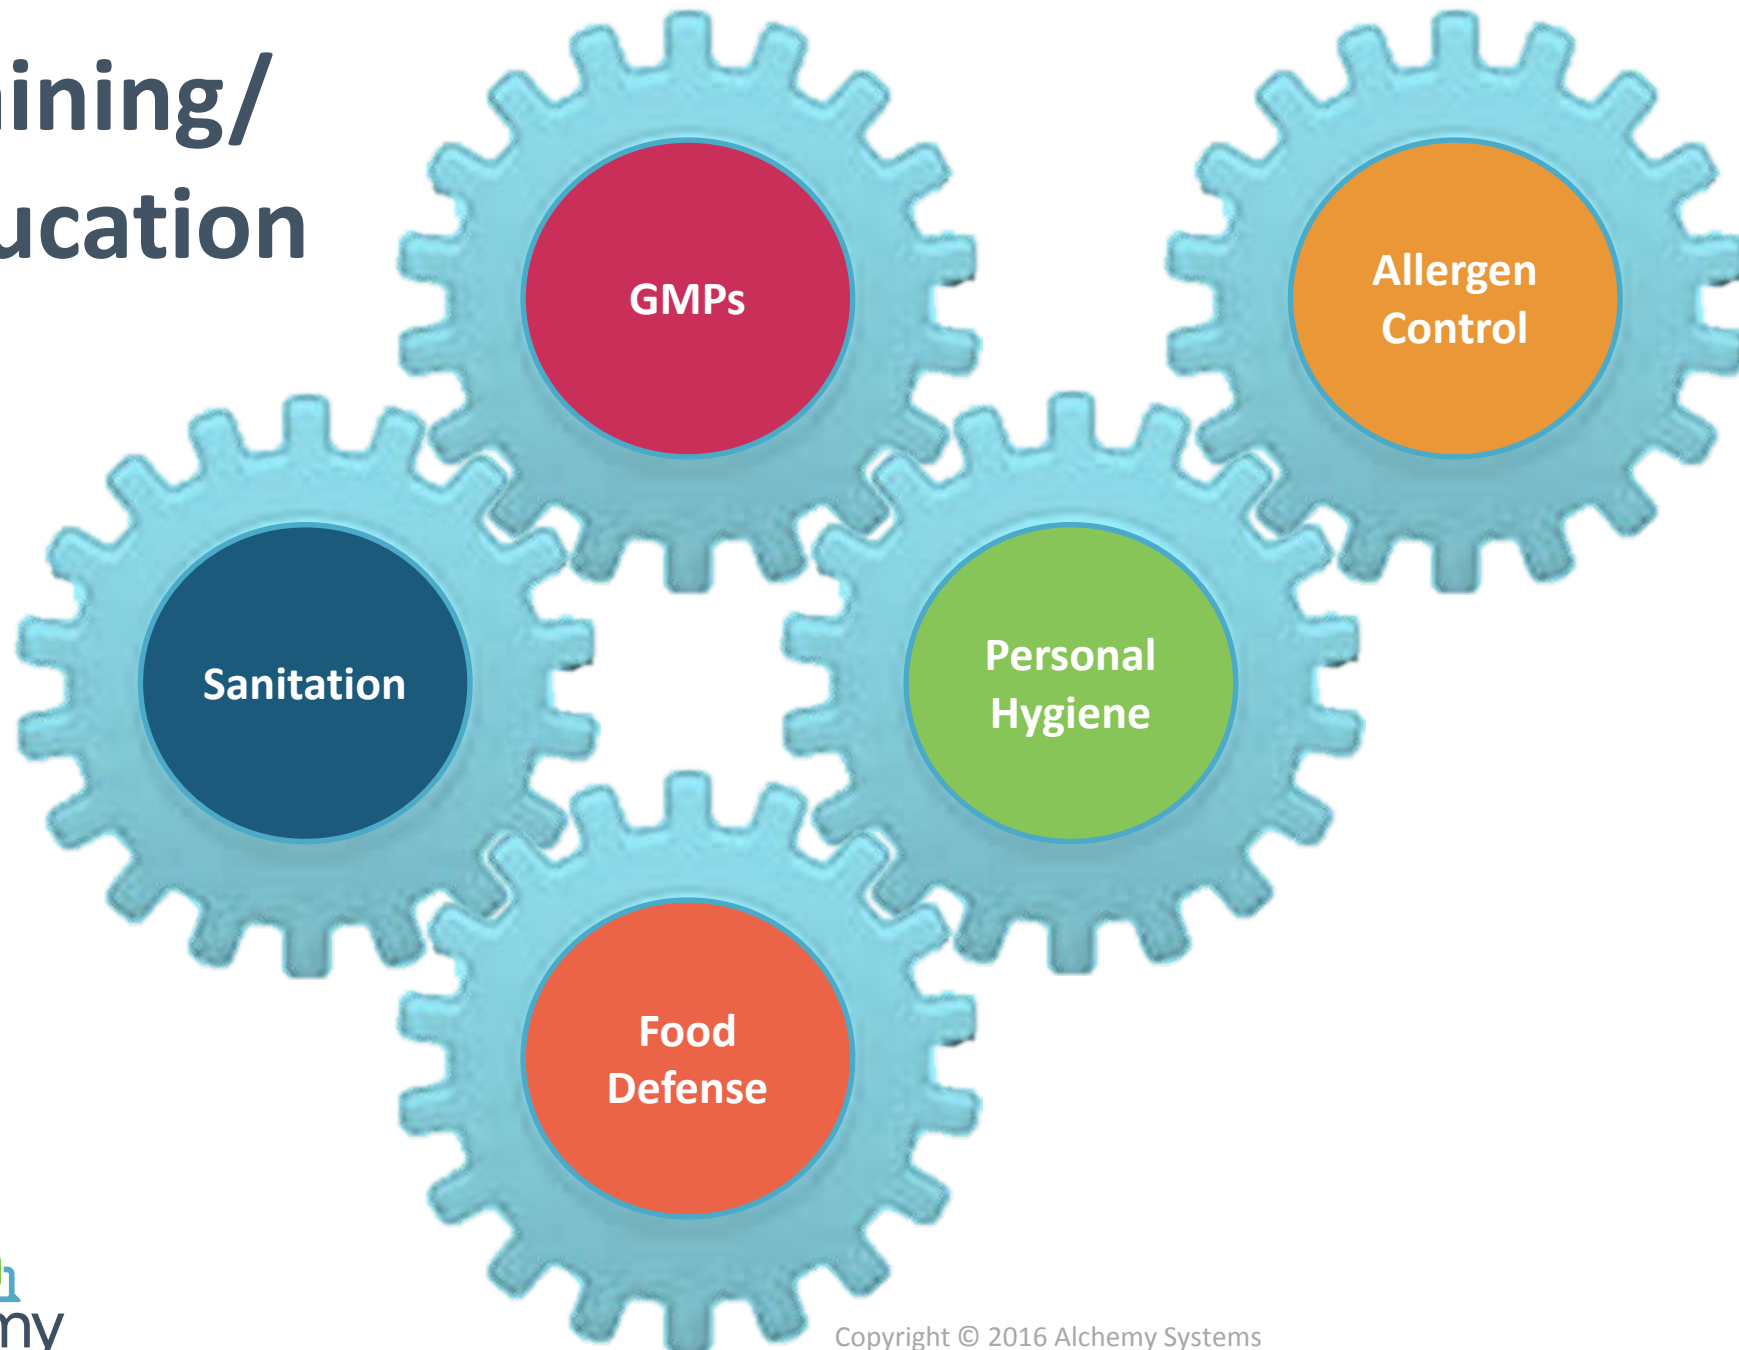 ining/
ucation
GMPs
Allergen
Control
Sanitation
Personal
Hygiene
Food
Defense
my
Copyright © 2016 Alchemy Systems